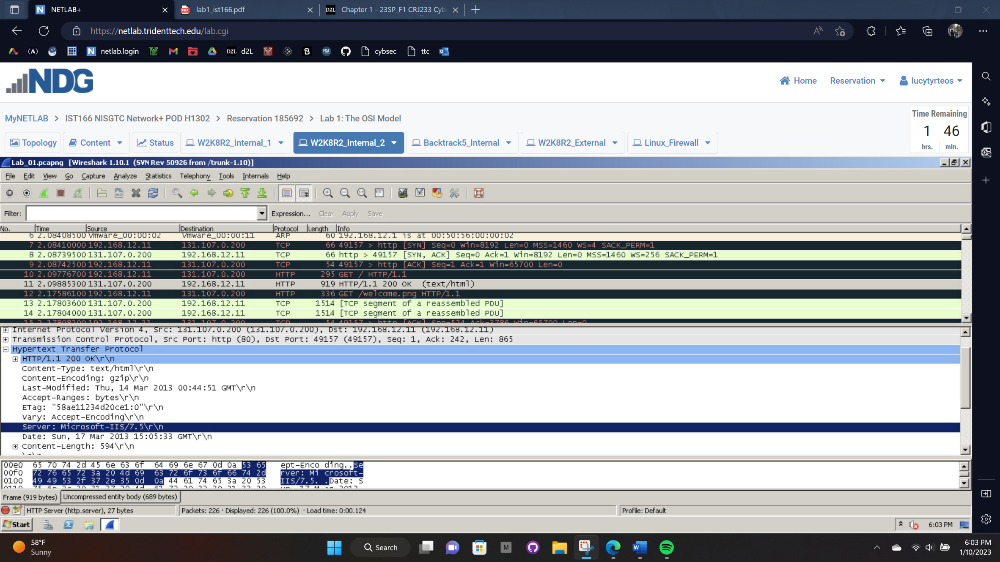 NETLAB+
lab1_ist166.pdf
D2L Chapter 1 - 23SP_F1 CRJ233 Cyb
https://netlab.tridenttech.edu/lab.cgi
netlab.login D2L d2L B FSA cybsec ttc
NDG
Home Reservation lucytyrteos
MyNETLAB > IST166 NISGTC Network+ POD H1302 > Reservation 185692 > Lab 1: The OSI Model
Time Remaining
1 46
hrs. min.
Topology Content Status W2K8R2_Internal_1 W2K8R2_Internal_2 Backtrack5_Internal W2K8R2_External Linux_Firewall
Lab_01.pcapng [Wireshark 1.10.1 (SVN Rev 50926 from /trunk-1.10)]
File Edit View Go Capture Analyze Statistics Telephony Tools Internals Help
Filter: Expression... Clear Apply Save
No. Time Source Destination Protocol Length Info
6 2.08408500 Vmware_00:00:02 Vmware_00:00:11 ARP 60 192.168.12.1 is at 00:50:56:00:00:02
7 2.08410000 192.168.12.11 131.107.0.200 TCP 66 49157 > http [SYN] Seq=0 Win=8192 Len=0 MSS=1460 WS=4 SACK_PERM=1
8 2.08739500 131.107.0.200 192.168.12.11 TCP 66 http > 49157 [SYN, ACK] Seq=0 Ack=1 Win=8192 Len=0 MSS=1460 WS=256 SACK_PERM=1
9 2.08742500 192.168.12.11 131.107.0.200 TCP 54 49157 > http [ACK] Seq=1 Ack=1 Win=65700 Len=0
10 2.09776700 192.168.12.11 131.107.0.200 HTTP 295 GET / HTTP/1.1
11 2.09885300 131.107.0.200 192.168.12.11 HTTP 919 HTTP/1.1 200 OK (text/html)
12 2.17586100 192.168.12.11 131.107.0.200 HTTP 336 GET /welcome.png HTTP/1.1
13 2.17803600 131.107.0.200 192.168.12.11 TCP 1514 [TCP segment of a reassembled PDU]
14 2.17804000 131.107.0.200 192.168.12.11 TCP 1514 [TCP segment of a reassembled PDU]
15 2.17808200 192.168.12.11 131.107.0.200 TCP 54 49157 > http [ACK] Seq=524 Ack=3786 Win=65700 Len=0
Internet Protocol Version 4, Src: 131.107.0.200 (131.107.0.200), Dst: 192.168.12.11 (192.168.12.11)
Transmission Control Protocol, Src Port: http (80), Dst Port: 49157 (49157), Seq: 1, Ack: 242, Len: 865
Hypertext Transfer Protocol
HTTP/1.1 200 OK\r\n
Content-Type: text/html\r\n
Content-Encoding: gzip\r\n
Last-Modified: Thu, 14 Mar 2013 00:44:51 GMT\r\n
Accept-Ranges: bytes\r\n
ETag: "58ae11234d20ce1:0"\r\n
Vary: Accept-Encoding\r\n
Server: Microsoft-IIS/7.5\r\n
Date: Sun, 17 Mar 2013 15:05:33 GMT\r\n
Content-Length: 594\r\n
\r\n
00e0 65 70 74 2d 45 6e 63 6f 64 69 6e 67 0d 0a 53 65 ept-Enco ding..Se
00f0 72 76 65 72 3a 20 4d 69 63 72 6f 73 6f 66 74 2d rver: Mi crosoft-
0100 49 49 53 2f 37 2e 35 0d 0a 44 61 74 65 3a 20 53 IIS/7.5. .Date: S
Frame (919 bytes) Uncompressed entity body (689 bytes)
HTTP Server (http.server), 27 bytes Packets: 226 · Displayed: 226 (100.0%) · Load time: 0:00.124 Profile: Default
Start 6:03 PM
58°F
Sunny
Search
6:03 PM
1/10/2023